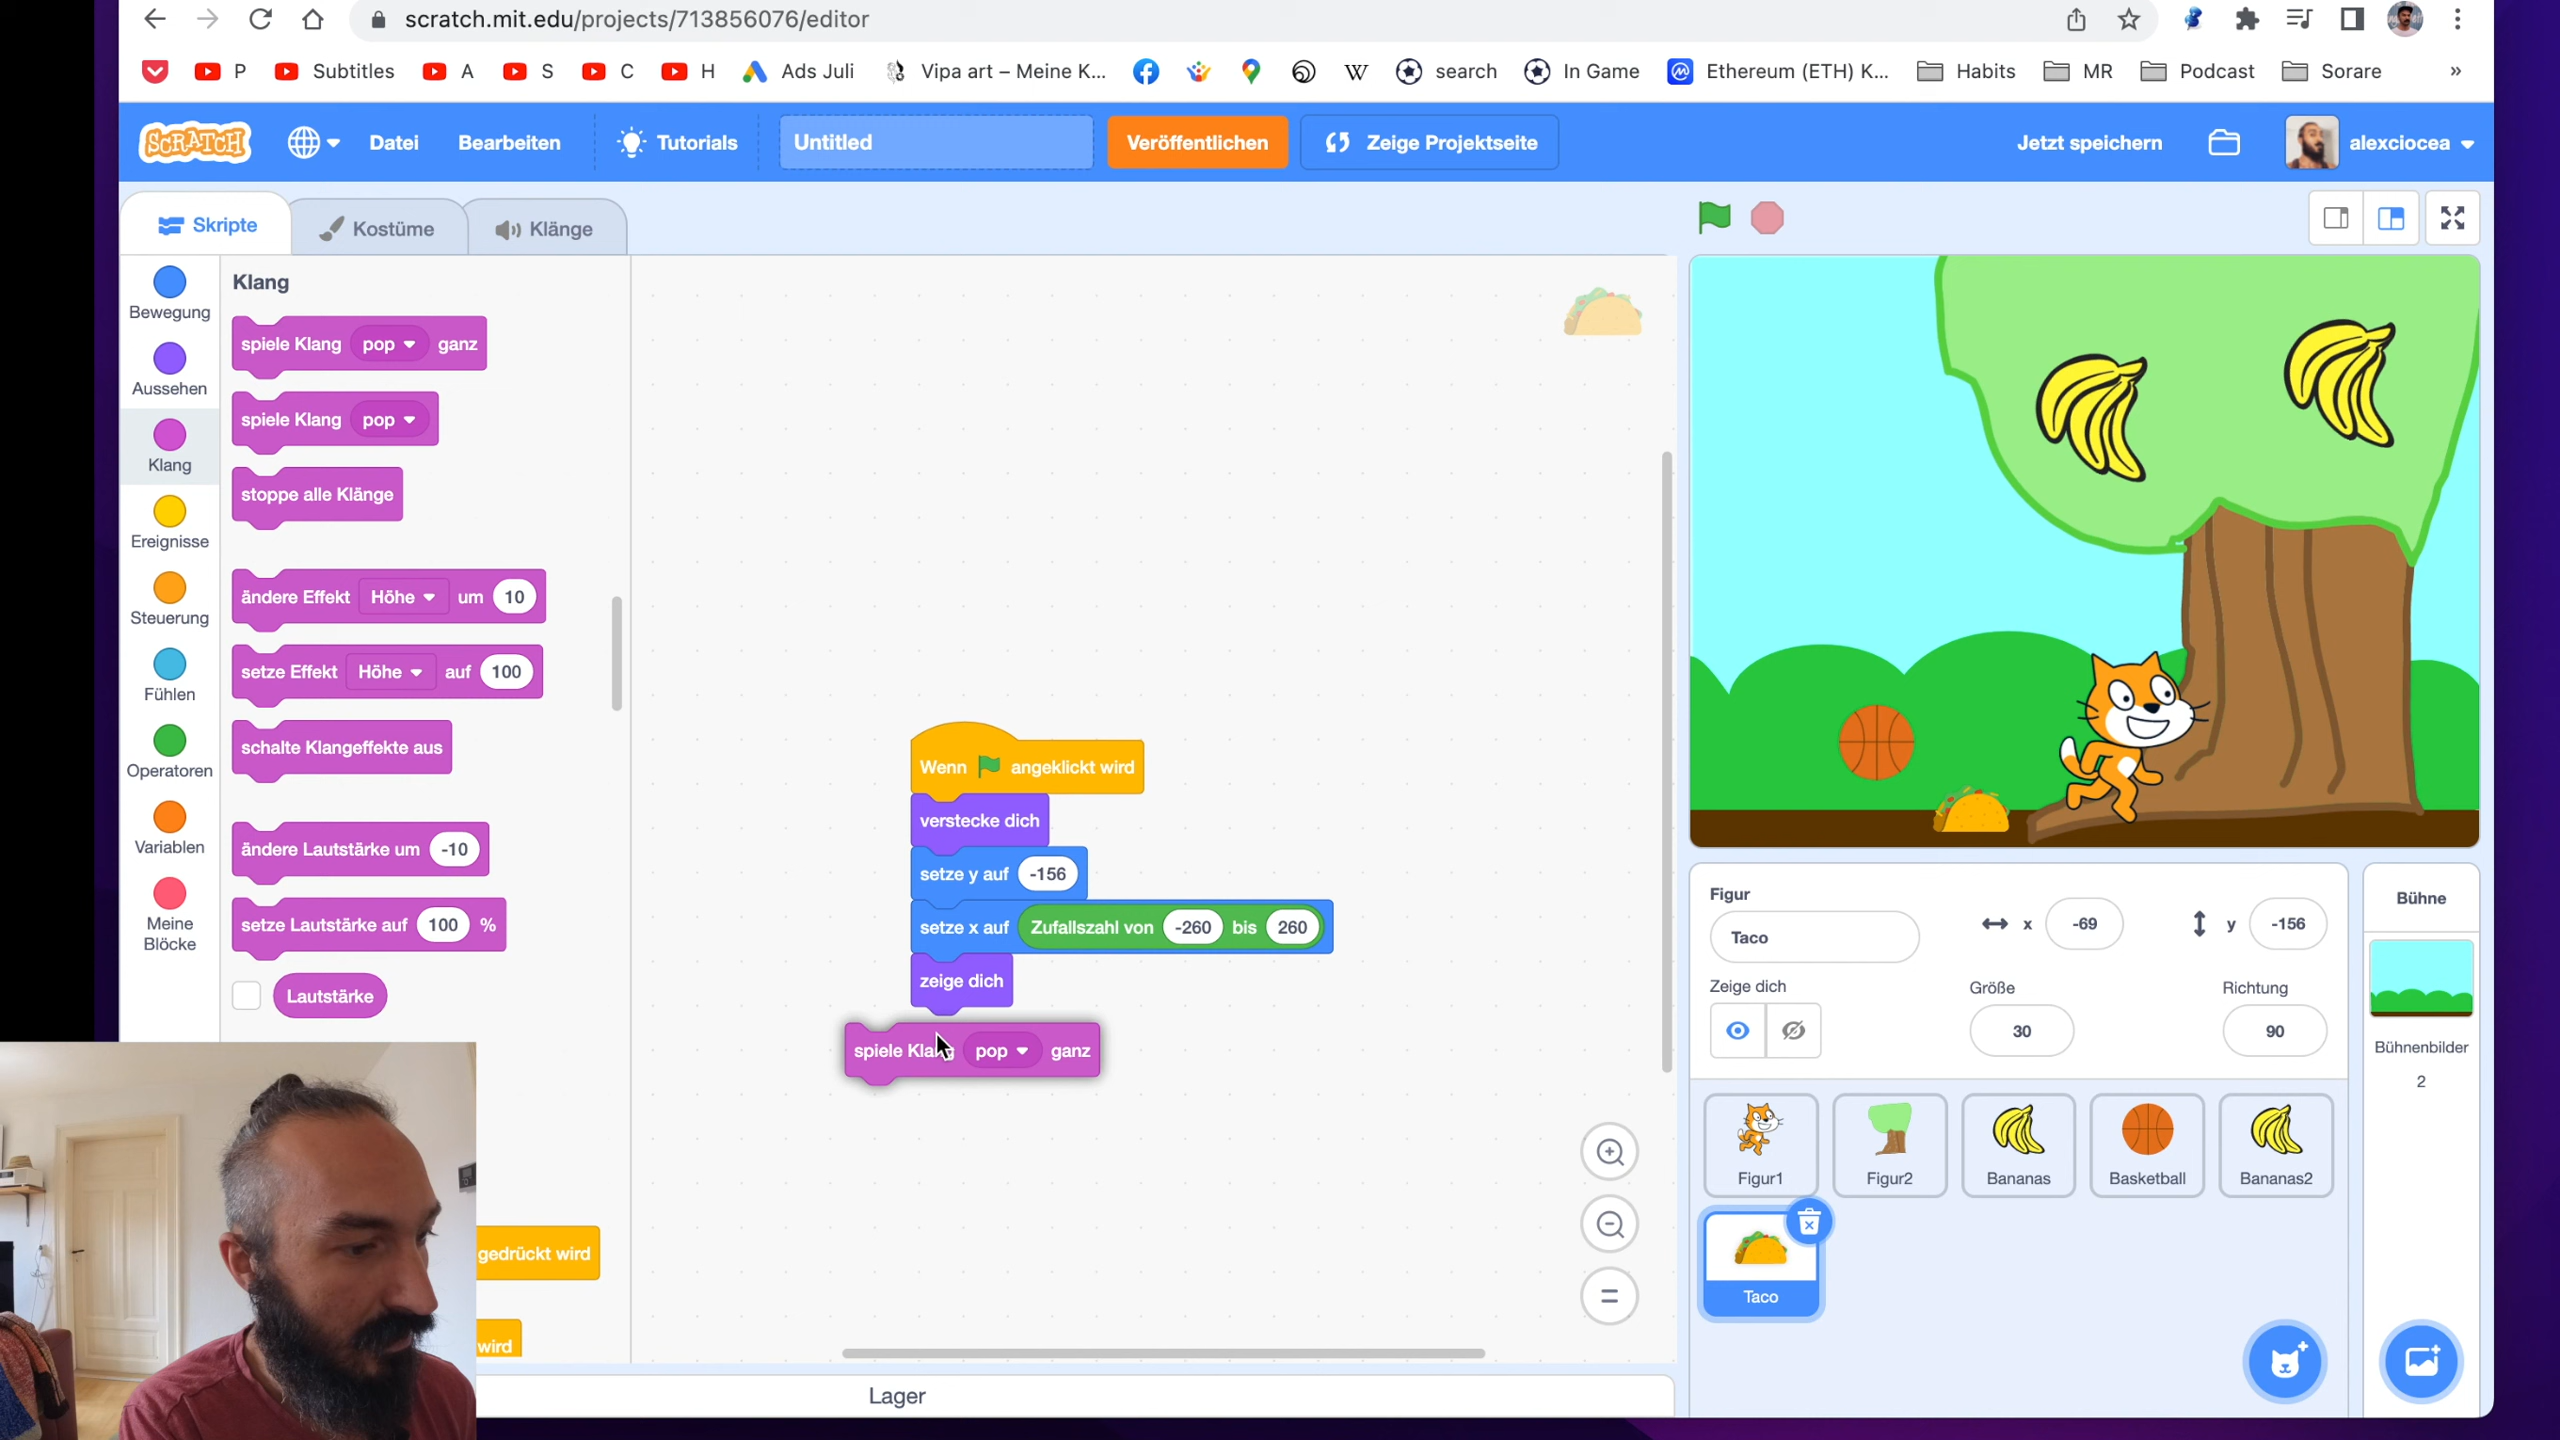 scratch.mit.edu/projects/713856076/editor
P Subtitles A S C H Ads Juli Vipa art – Meine K... W search In Game Ethereum (ETH) K... Habits MR Podcast Sorare »
SCRATCH Datei Bearbeiten Tutorials Untitled Veröffentlichen Zeige Projektseite Jetzt speichern alexciocea
Skripte Kostüme Klänge
Bewegung
Aussehen
Klang
Ereignisse
Steuerung
Fühlen
Operatoren
Variablen
Meine
Blöcke
Klang
spiele Klang pop ganz
spiele Klang pop
stoppe alle Klänge
ändere Effekt Höhe um 10
setze Effekt Höhe auf 100
schalte Klangeffekte aus
ändere Lautstärke um -10
setze Lautstärke auf 100 %
Lautstärke
gedrückt wird
wird
Wenn angeklickt wird
verstecke dich
setze y auf -156
setze x auf Zufallszahl von -260 bis 260
zeige dich
spiele Klang pop ganz
Lager
Figur
Taco x -69 y -156
Zeige dich Größe Richtung
30 90
Figur1 Figur2 Bananas Basketball Bananas2
Taco
Bühne
Bühnenbilder
2